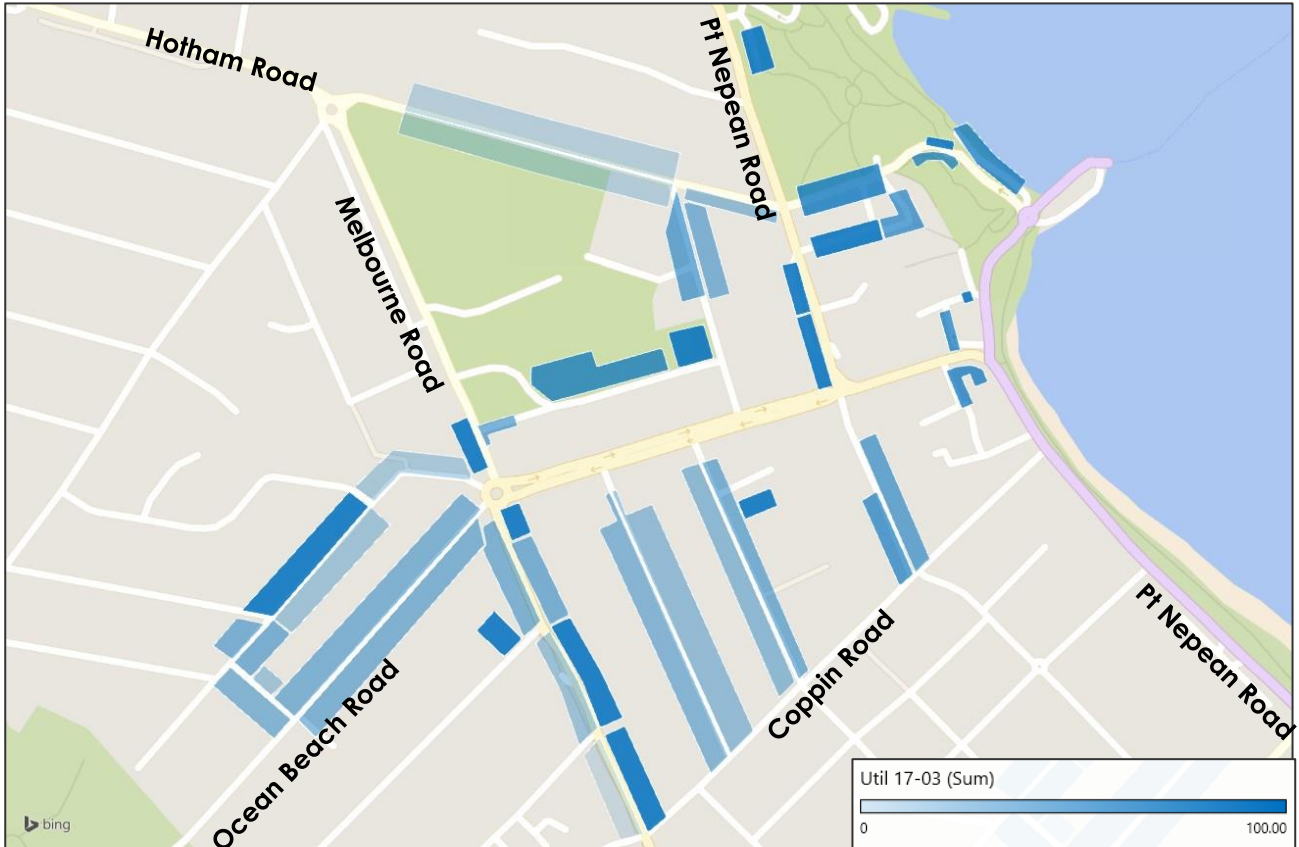 Hotham Road
Pt Nepean Road
Melbourne Road
Ocean Beach Road
Coppin Road
Pt Nepean Road
Util 17-03 (Sum)
0 100.00
bing